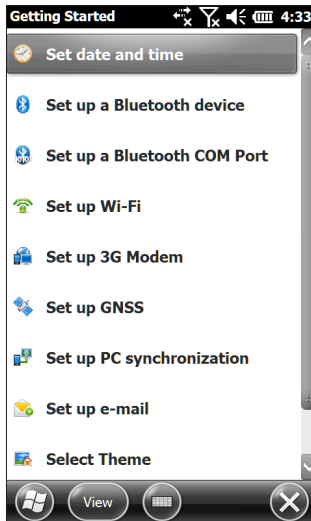 Getting Started 4:33
Set date and time
Set up a Bluetooth device
Set up a Bluetooth COM Port
Set up Wi-Fi
Set up 3G Modem
Set up GNSS
Set up PC synchronization
Set up e-mail
Select Theme
View